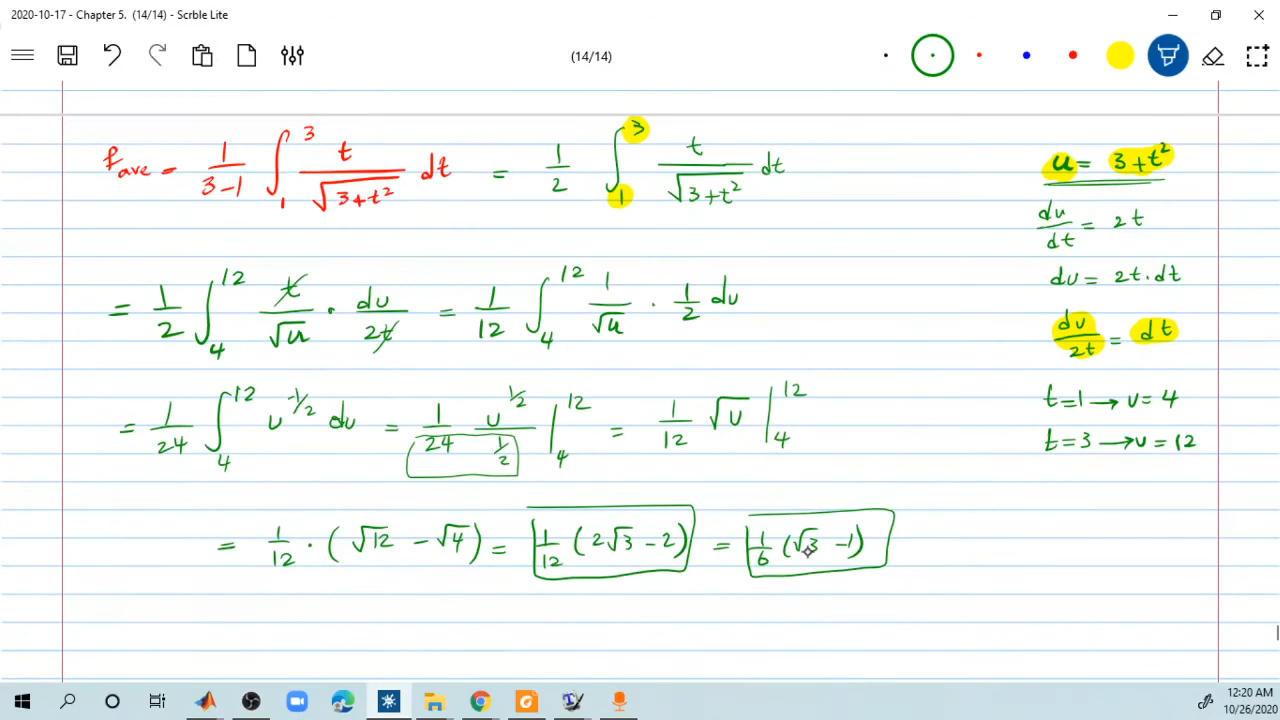 2020-10-17 - Chapter 5. (14/14) - Scrble Lite
(14/14)
f_ave = 1/(3-1) ∫_1^3 t/√(3+t²) dt = 1/2 ∫_1^3 t/√(3+t²) dt
u = 3+t²
du/dt = 2t
du = 2t·dt
du/2t = dt
t=1 → u=4
t=3 → u=12
= 1/2 ∫_4^12 t/√u · du/2t = 1/12 ∫_4^12 1/√u · 1/2 du
= 1/24 ∫_4^12 u^(-1/2) du = 1/24 u^(1/2)/(1/2) |_4^12 = 1/12 √u |_4^12
= 1/12 · (√12 - √4) = 1/12 (2√3 - 2) = 1/6 (√3 - 1)
12:20 AM
10/26/2020